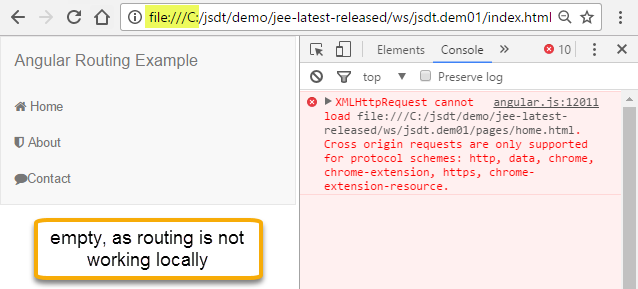 file:///C:/jsdt/demo/jee-latest-released/ws/jsdt.dem01/index.html
Angular Routing Example
Home
About
Contact
empty, as routing is not
working locally
Elements Console » 10
top Preserve log
XMLHttpRequest cannot angular.js:12011
load file:///C:/jsdt/demo/jee-latest-
released/ws/jsdt.dem01/pages/home.html.
Cross origin requests are only supported
for protocol schemes: http, data, chrome,
chrome-extension, https, chrome-
extension-resource.